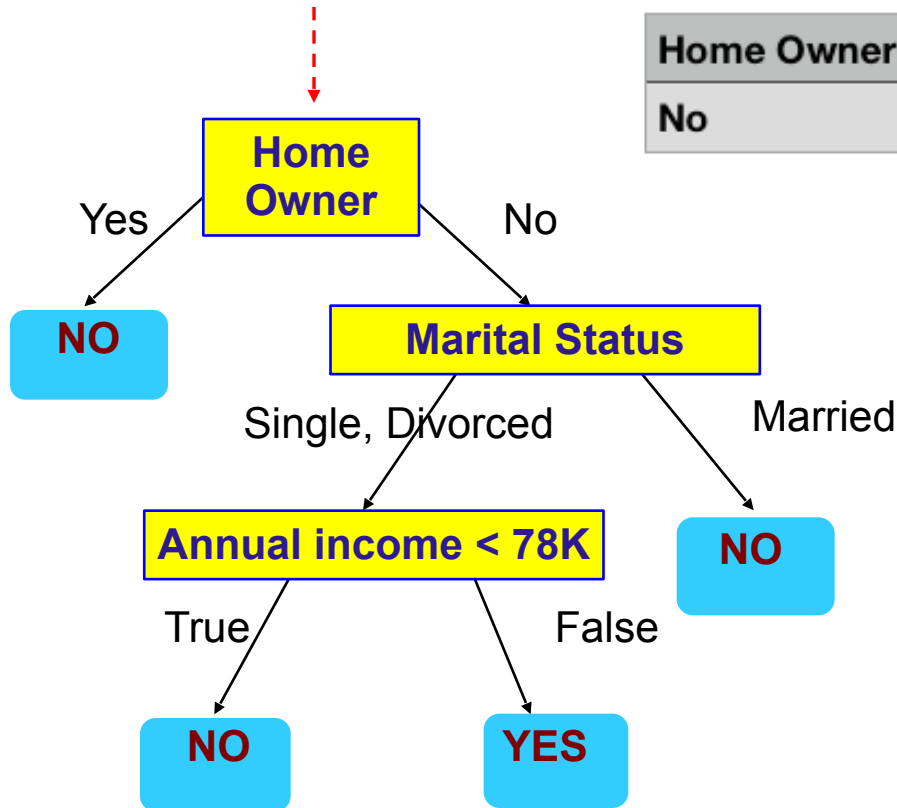 Home Owner
No
Home
Owner
Yes
No
NO
Marital Status
Single, Divorced
Married
Annual income < 78K
NO
True
False
NO
YES